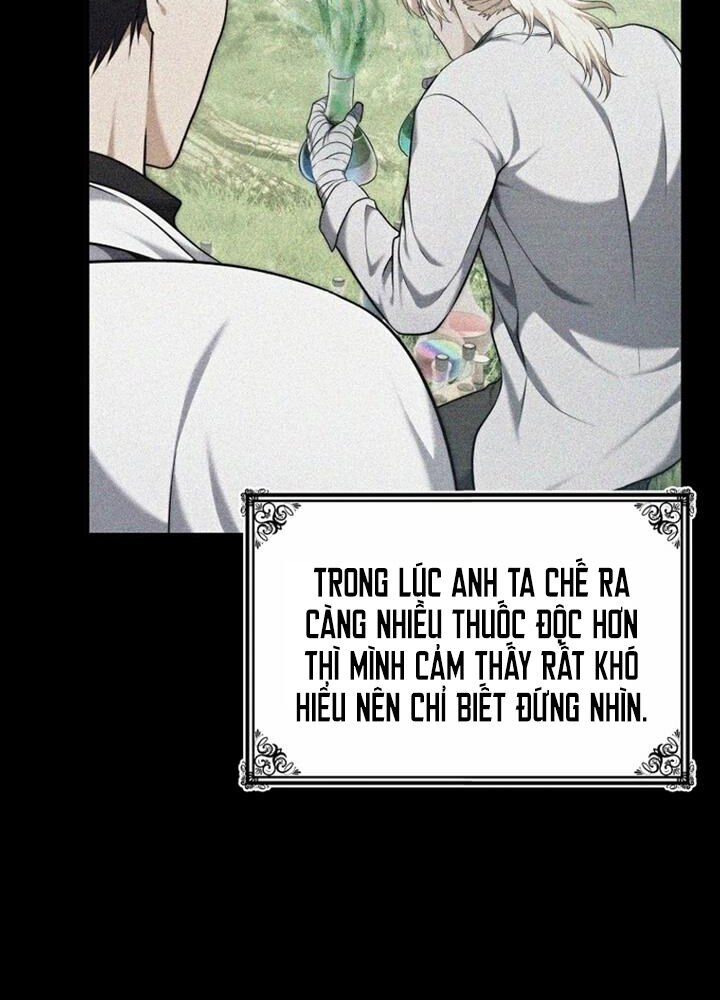 TRONG LÚC ANH TA CHẾ RA
CÀNG NHIỀU THUỐC ĐỘC HƠN
THÌ MÌNH CẢM THẤY RẤT KHÓ
HIỂU NÊN CHỈ BIẾT ĐỨNG NHÌN.